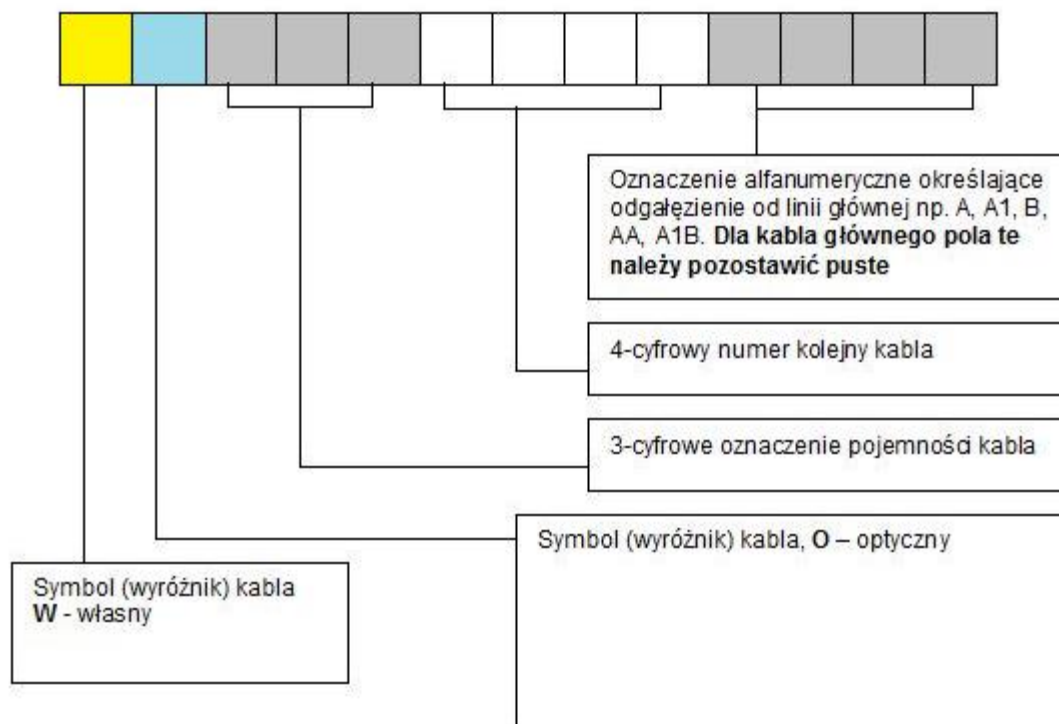 Oznaczenie alfanumeryczne określające
odgałęzienie od linii głównej np. A, A1, B,
AA, A1B. Dla kabla głównego pola te
należy pozostawić puste
4-cyfrowy numer kolejny kabla
3-cyfrowe oznaczenie pojemności kabla
Symbol (wyróżnik) kabla, O – optyczny
Symbol (wyróżnik) kabla
W - własny